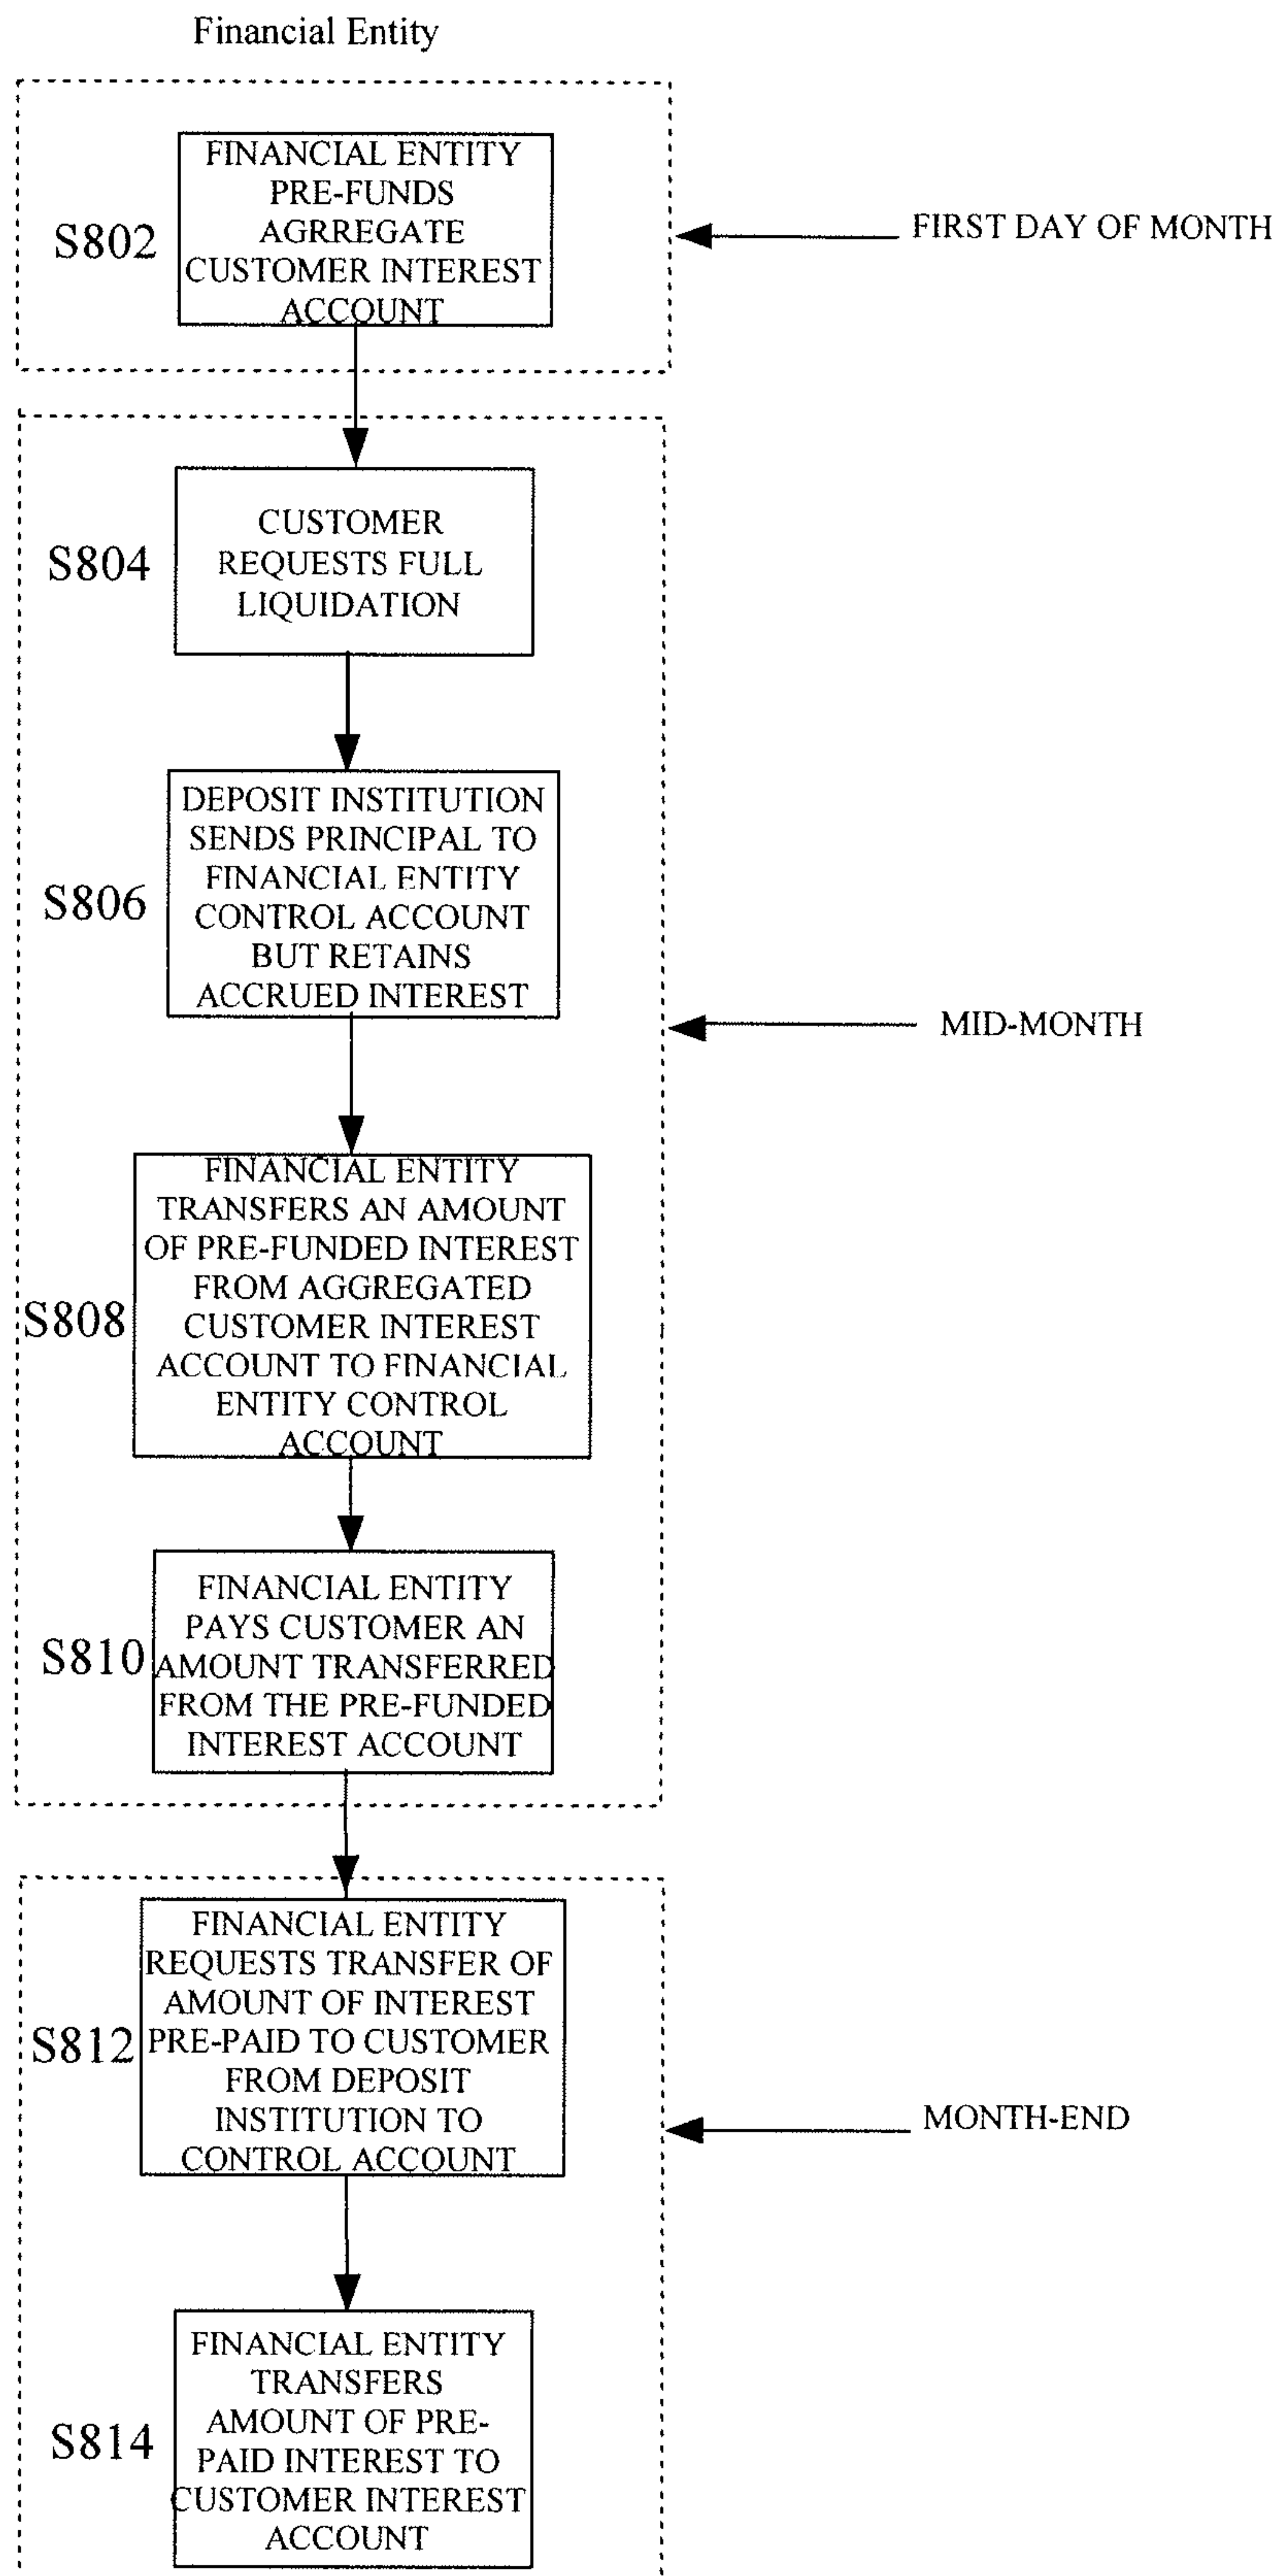 Financial Entity
FINANCIAL ENTITY
PRE-FUNDS
AGRREGATE
CUSTOMER INTEREST
ACCOUNT
S802
FIRST DAY OF MONTH
CUSTOMER
REQUESTS FULL
LIQUIDATION
S804
DEPOSIT INSTITUTION
SENDS PRINCIPAL TO
FINANCIAL ENTITY
CONTROL ACCOUNT
BUT RETAINS
ACCRUED INTEREST
S806
MID-MONTH
FINANCIAL ENTITY
TRANSFERS AN AMOUNT
OF PRE-FUNDED INTEREST
FROM AGGREGATED
CUSTOMER INTEREST
ACCOUNT TO FINANCIAL
ENTITY CONTROL
ACCOUNT
S808
FINANCIAL ENTITY
PAYS CUSTOMER AN
AMOUNT TRANSFERRED
FROM THE PRE-FUNDED
INTEREST ACCOUNT
S810
FINANCIAL ENTITY
REQUESTS TRANSFER OF
AMOUNT OF INTEREST
PRE-PAID TO CUSTOMER
FROM DEPOSIT
INSTITUTION TO
CONTROL ACCOUNT
S812
MONTH-END
FINANCIAL ENTITY
TRANSFERS
AMOUNT OF PRE-
PAID INTEREST TO
CUSTOMER INTEREST
ACCOUNT
S814